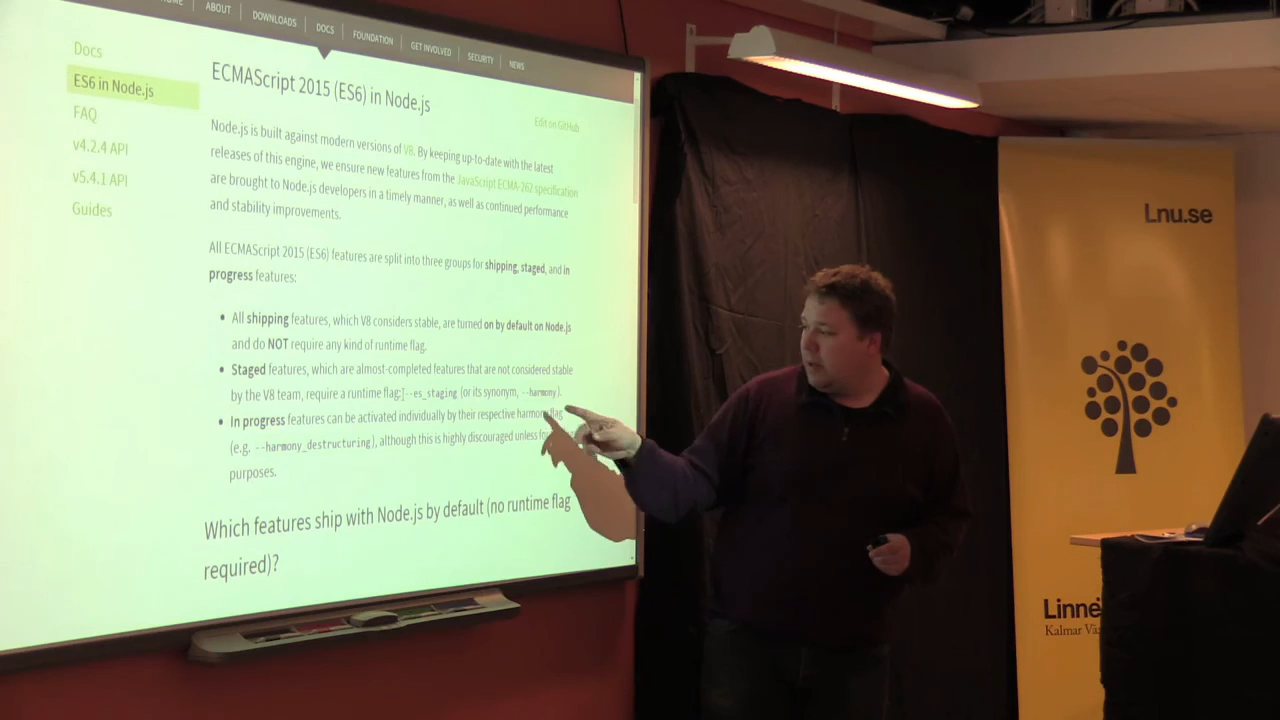 ABOUT
DOWNLOADS
DOCS
FOUNDATION
GET INVOLVED
SECURITY
NEWS
Docs
ES6 in Node.js
FAQ
v4.2.4 API
v5.4.1 API
Guides
ECMAScript 2015 (ES6) in Node.js
Edit on GitHub
Node.js is built against modern versions of V8. By keeping up-to-date with the latest
releases of this engine, we ensure new features from the JavaScript ECMA-262 specification
are brought to Node.js developers in a timely manner, as well as continued performance
and stability improvements.
All ECMAScript 2015 (ES6) features are split into three groups for shipping, staged, and in
progress features:
• All shipping features, which V8 considers stable, are turned on by default on Node.js
and do NOT require any kind of runtime flag.
• Staged features, which are almost-completed features that are not considered stable
by the V8 team, require a runtime flag: --es_staging (or its synonym, --harmony).
• In progress features can be activated individually by their respective harmony flag
(e.g. --harmony_destructuring), although this is highly discouraged unless
purposes.
Which features ship with Node.js by default (no runtime flag
required)?
Lnu.se
Linne
Kalmar Vä